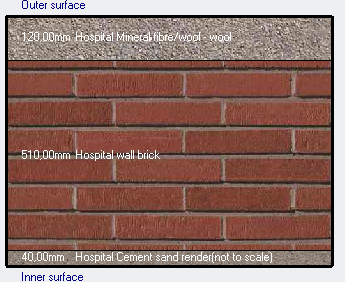 Outer surface
120,00mm Hospital Mineral fibre/wool - wool
510,00mm Hospital wall brick
40,00mm Hospital Cement sand render(not to scale)
Inner surface